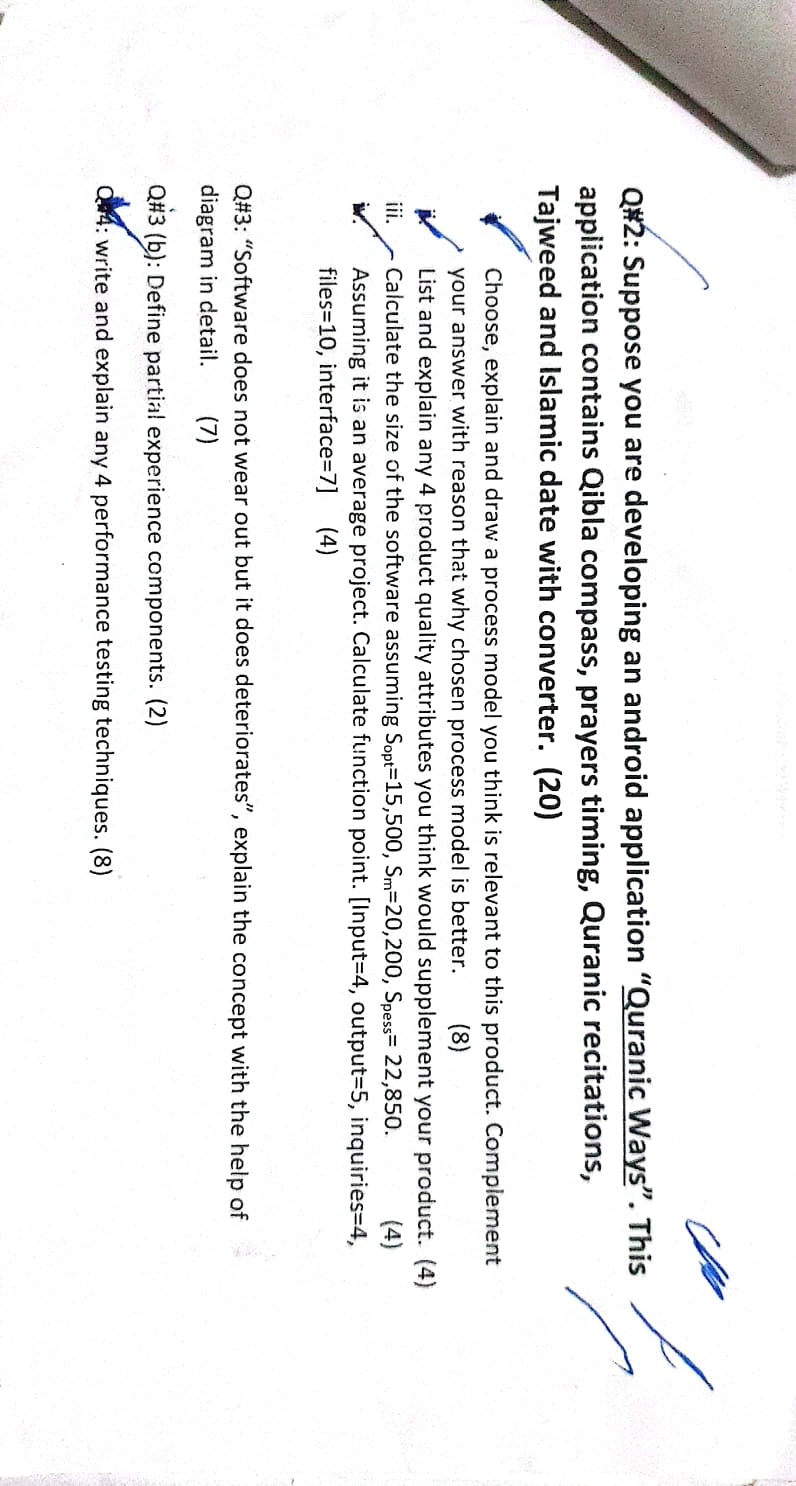 Q#2: Suppose you are developing an android application "Quranic Ways". This
application contains Qibla compass, prayers timing, Quranic recitations,
Tajweed and Islamic date with converter. (20)
i. Choose, explain and draw a process model you think is relevant to this product. Complement
your answer with reason that why chosen process model is better. (8)
ii. List and explain any 4 product quality attributes you think would supplement your product. (4)
iii. Calculate the size of the software assuming Sopt=15,500, Sm=20,200, Spess= 22,850. (4)
iv. Assuming it is an average project. Calculate function point. [Input=4, output=5, inquiries=4,
files=10, interface=7] (4)
Q#3: "Software does not wear out but it does deteriorates", explain the concept with the help of
diagram in detail. (7)
Q#3 (b): Define partial experience components. (2)
Q#4: write and explain any 4 performance testing techniques. (8)